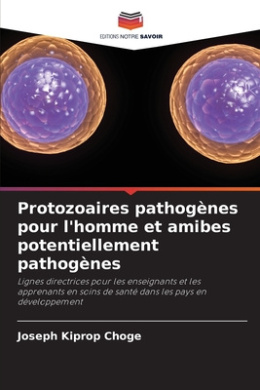 EDITIONS NOTRE SAVOIR
Protozoaires pathogènes
pour l'homme et amibes
potentiellement
pathogènes
Lignes directrices pour les enseignants et les
apprenants en soins de santé dans les pays en
développement
Joseph Kiprop Choge